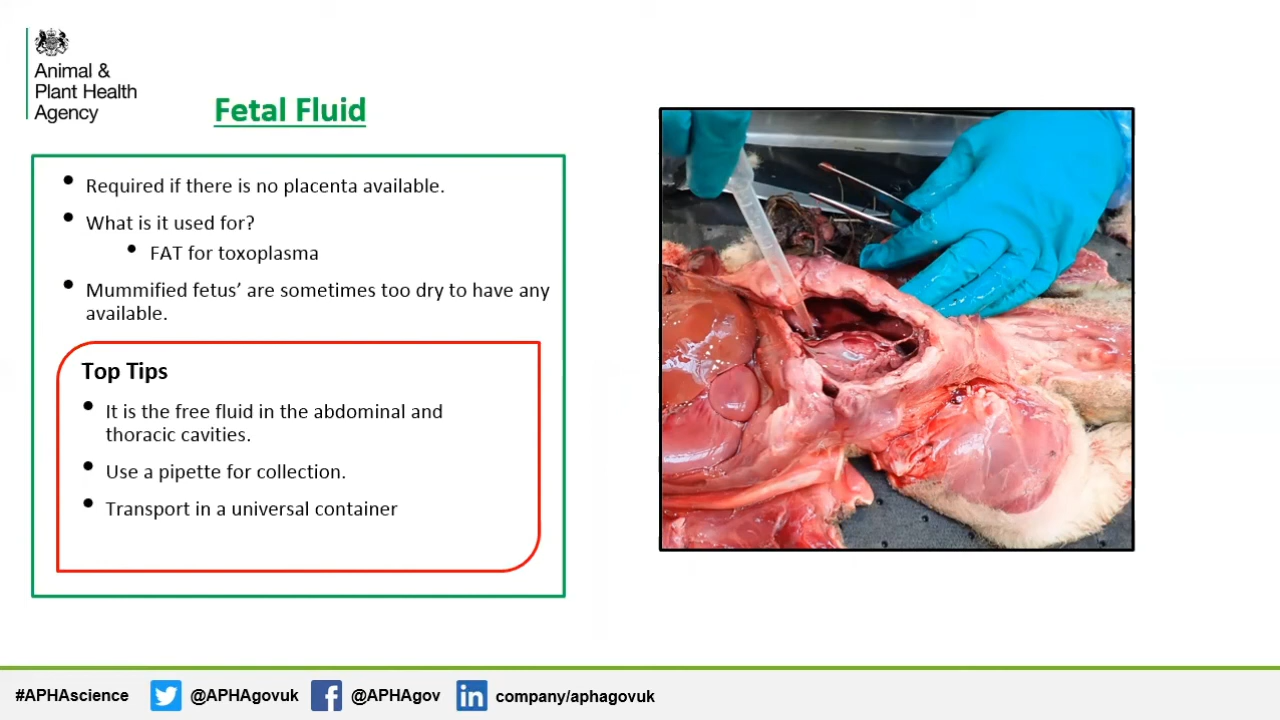 Animal &
Plant Health
Agency
Fetal Fluid
• Required if there is no placenta available.
• What is it used for?
• FAT for toxoplasma
• Mummified fetus’ are sometimes too dry to have any
available.
Top Tips
• It is the free fluid in the abdominal and
thoracic cavities.
• Use a pipette for collection.
• Transport in a universal container
#APHAscience @APHAgovuk @APHAgov company/aphagovuk